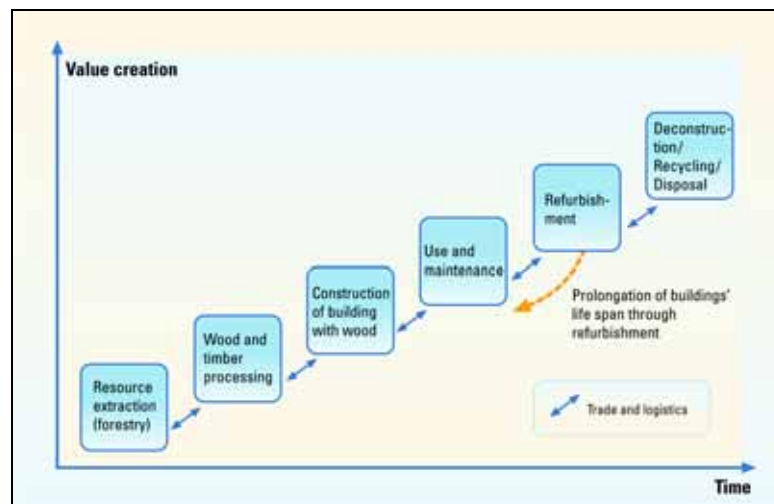 Value creation
Deconstruc-
tion/
Recycling/
Disposal
Refurbish-
ment
Use and
maintenance
Prolongation of buildings'
life span through
refurbishment
Construction
of building
with wood
Wood and
timber
processing
Resource
extraction
(forestry)
Trade and logistics
Time